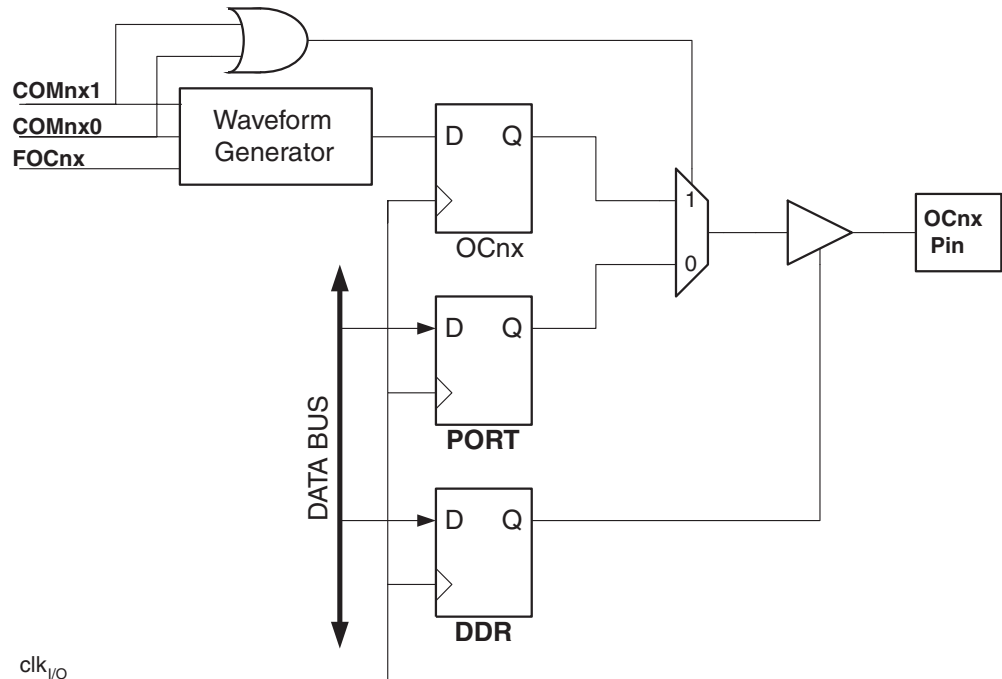 COMnx1
COMnx0
FOCnx
Waveform
Generator
D Q
OCnx
1
0
OCnx
Pin
D Q
PORT
DATA BUS
D Q
DDR
clkI/O